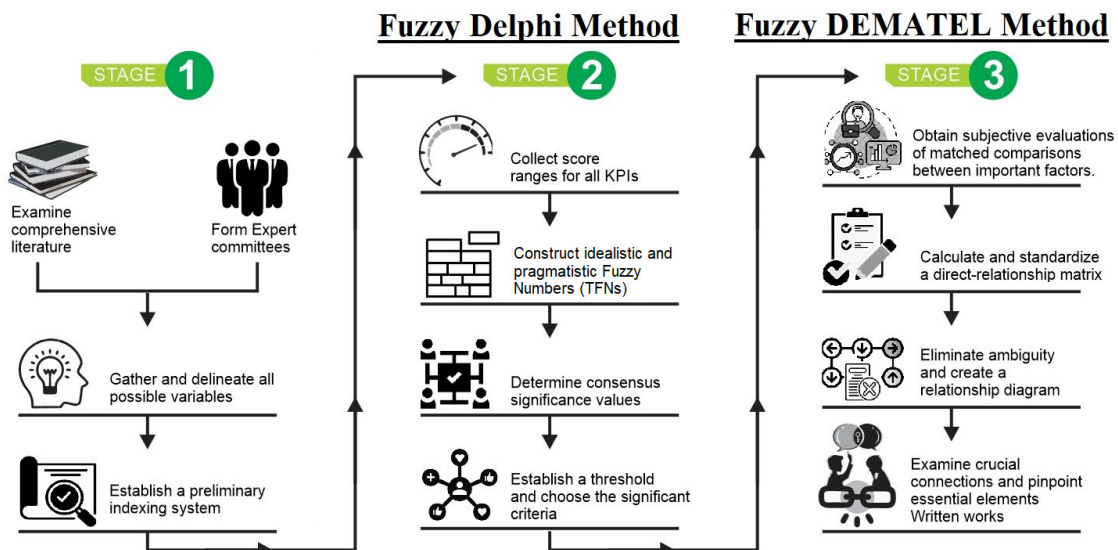 STAGE 1
Examine
comprehensive
literature
Form Expert
committees
Gather and delineate all
possible variables
Establish a preliminary
indexing system
Fuzzy Delphi Method
STAGE 2
Collect score
ranges for all KPIs
Construct idealistic and
pragmatistic Fuzzy
Numbers (TFNs)
Determine consensus
significance values
Establish a threshold
and choose the significant
criteria
Fuzzy DEMATEL Method
STAGE 3
Obtain subjective evaluations
of matched comparisons
between important factors.
Calculate and standardize
a direct-relationship matrix
Eliminate ambiguity
and create a
relationship diagram
Examine crucial
connections and pinpoint
essential elements
Written works